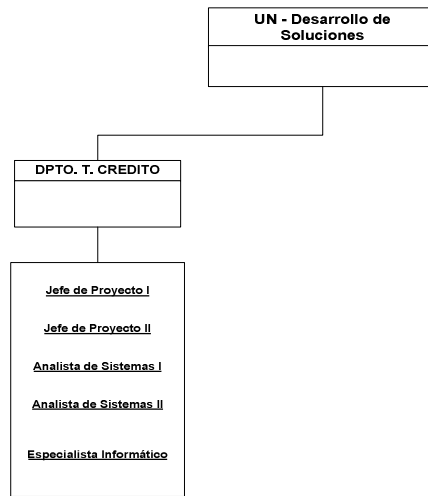 UN - Desarrollo de
Soluciones
DPTO. T. CREDITO
Jefe de Proyecto I
Jefe de Proyecto II
Analista de Sistemas I
Analista de Sistemas II
Especialista Informático